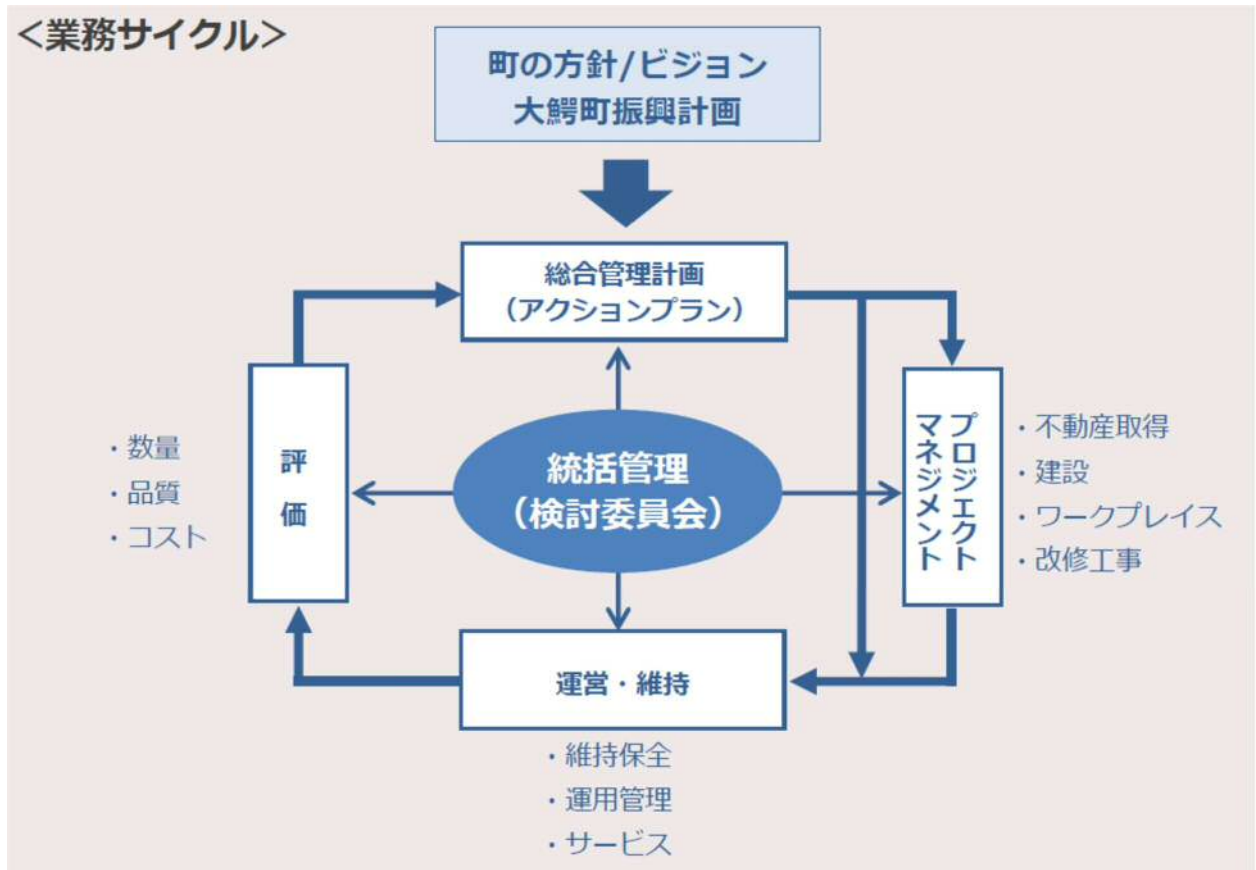 ＜業務サイクル＞
町の方針/ビジョン
大鰐町振興計画
総合管理計画
（アクションプラン）
評価
・数量
・品質
・コスト
統括管理
（検討委員会）
プロジェクト
マネジメント
・不動産取得
・建設
・ワークプレイス
・改修工事
運営・維持
・維持保全
・運用管理
・サービス